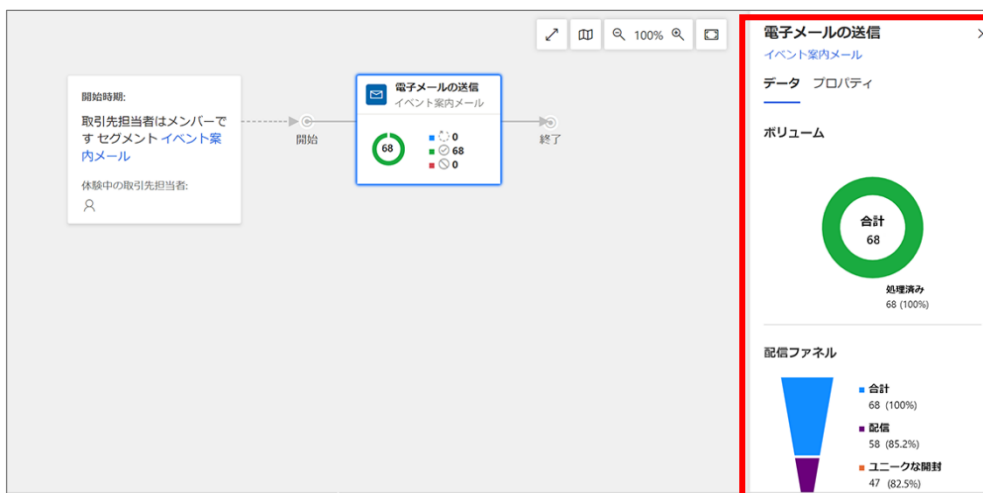 100%
開始時期:
取引先担当者はメンバーで
す セグメント イベント案
内メール
体験中の取引先担当者:
開始
電子メールの送信
イベント案内メール
68
0
68
0
終了
電子メールの送信
イベント案内メール
データ プロパティ
ボリューム
合計
68
処理済み
68 (100%)
配信ファネル
合計
68 (100%)
配信
58 (85.2%)
ユニークな開封
47 (82.5%)